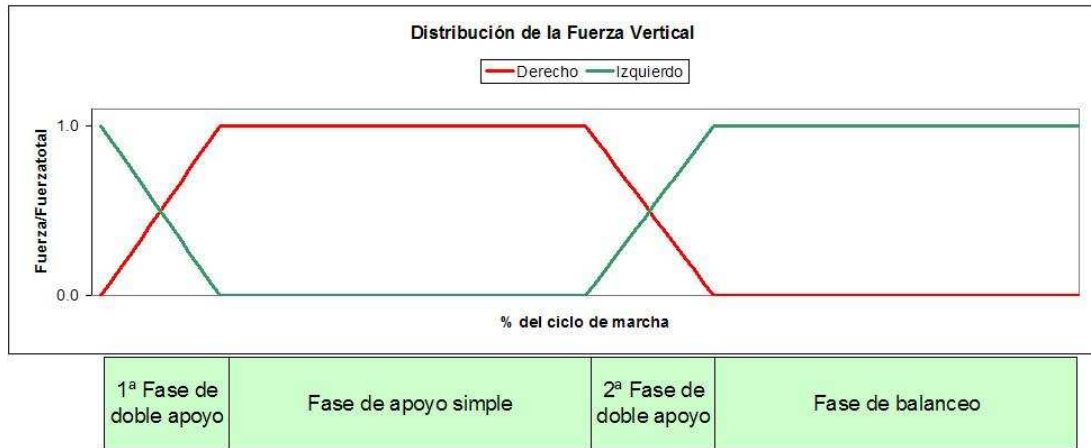 Distribución de la Fuerza Vertical
Derecho Izquierdo
Fuerza/Fuerzatotal
1.0
0.0
% del ciclo de marcha
1ª Fase de
doble apoyo
Fase de apoyo simple
2ª Fase de
doble apoyo
Fase de balanceo